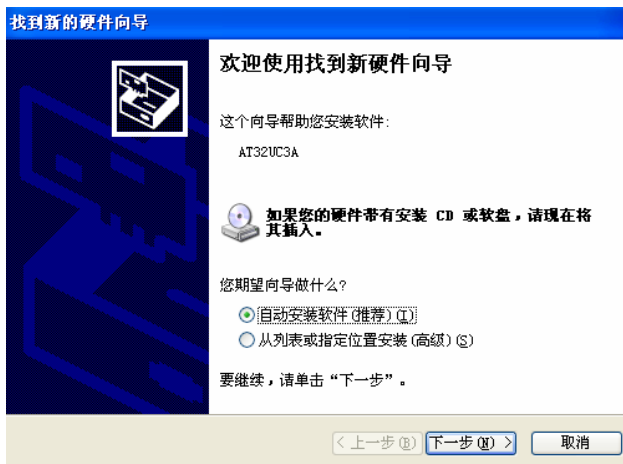 找到新的硬件向导
欢迎使用找到新硬件向导
这个向导帮助您安装软件:
AT32UC3A
如果您的硬件带有安装 CD 或软盘，请现在将
其插入。
您期望向导做什么?
自动安装软件(推荐)(I)
从列表或指定位置安装(高级)(S)
要继续，请单击“下一步”。
< 上一步(B)
下一步(N) >
取消